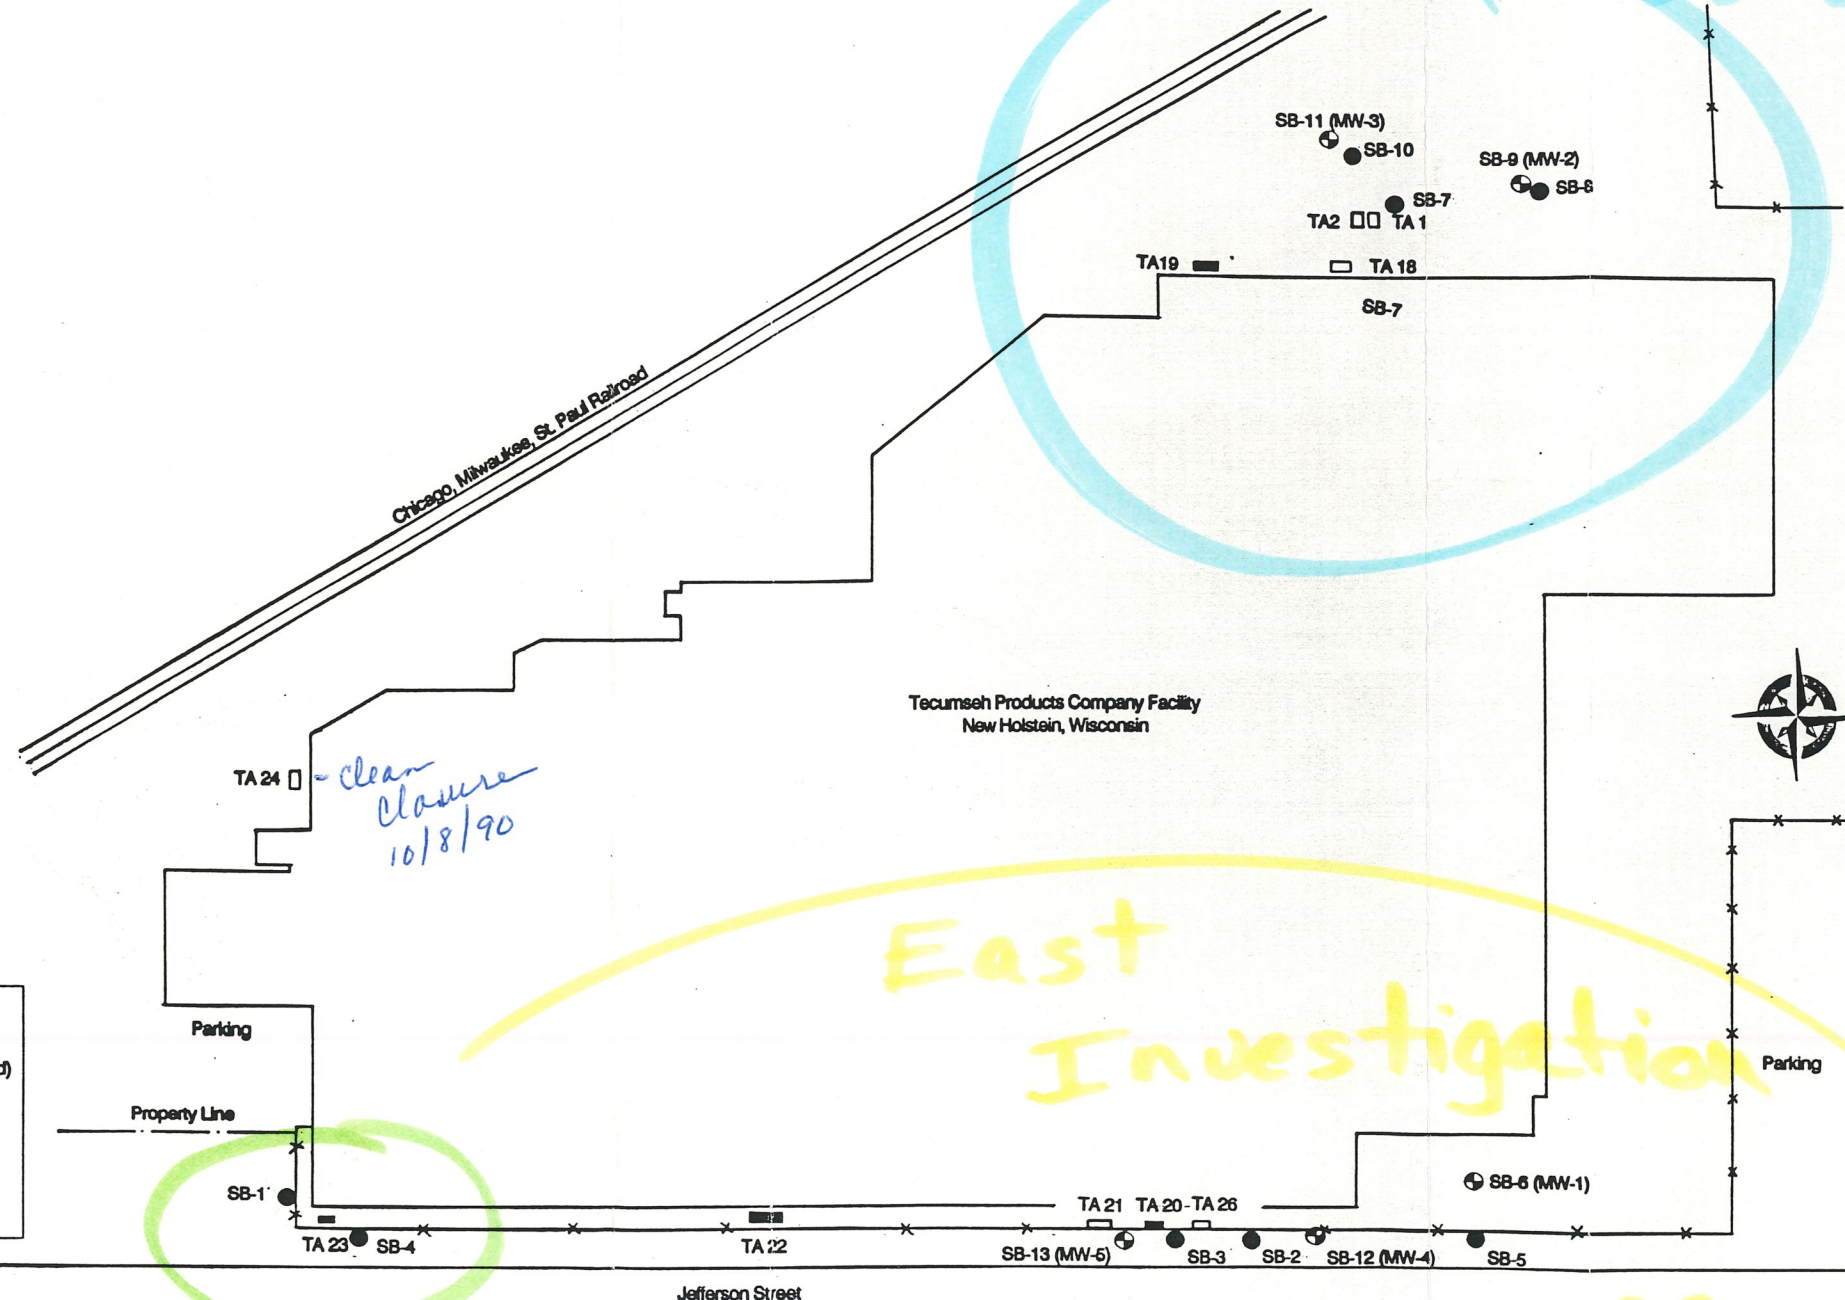 SB-11 (MW-3)
SB-10
SB-9 (MW-2)
SB-8
SB-7
TA2 TA 1
TA19
TA 18
SB-7
Chicago, Milwaukee, St. Paul Railroad
Tecumseh Products Company Facility
New Holstein, Wisconsin
TA 24
- clean
closure
10/8/90
East
Investigation
Parking
Parking
Property Line
SB-1
SB-6 (MW-1)
TA 21 TA 20 - TA 26
TA 23 SB-4
TA 22
SB-13 (MW-5)
SB-3
SB-2
SB-12 (MW-4)
SB-5
Jefferson Street